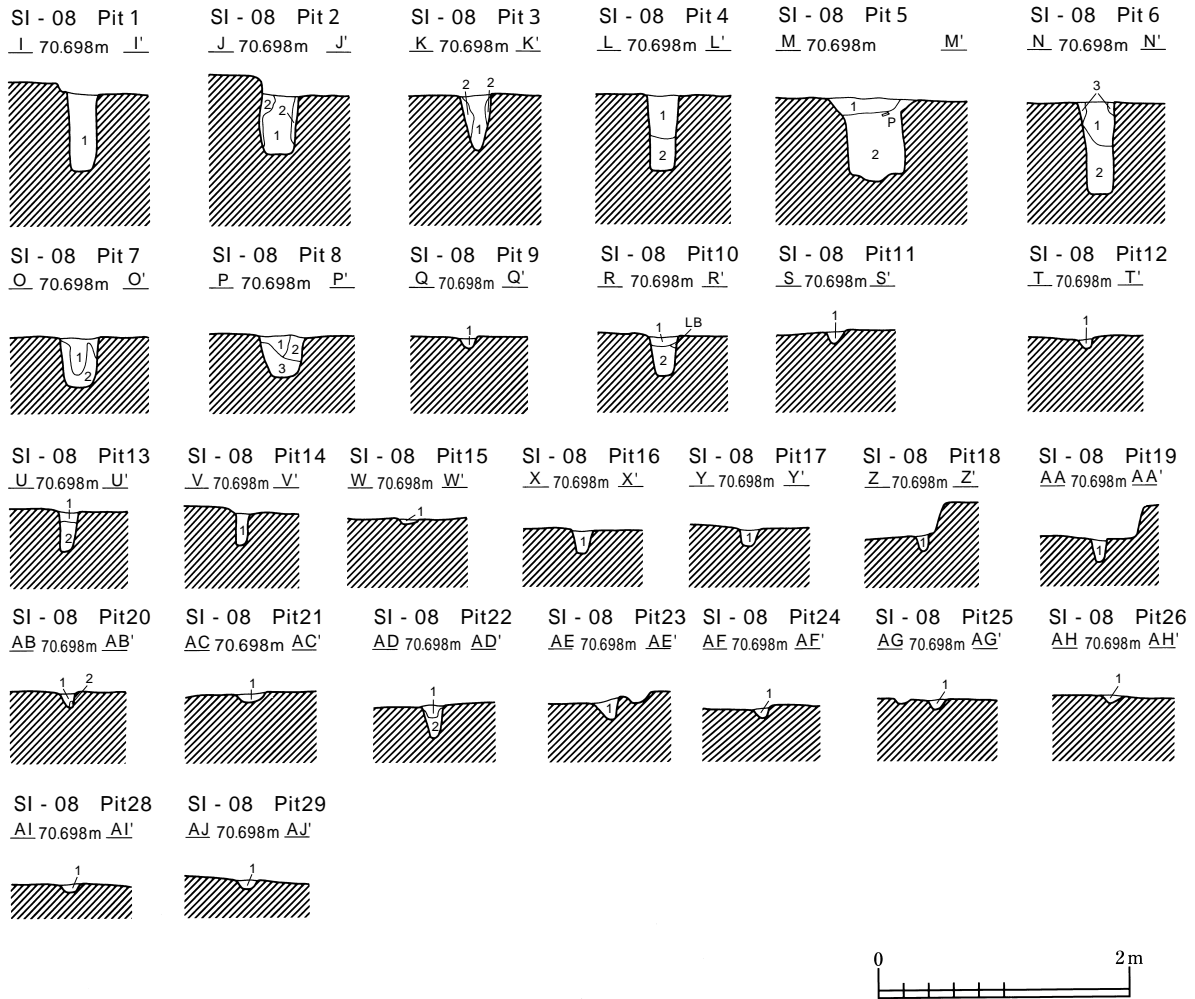 SI - 08 Pit 1
I 70.698m I'
SI - 08 Pit 2
J 70.698m J'
SI - 08 Pit 3
K 70.698m K'
SI - 08 Pit 4
L 70.698m L'
SI - 08 Pit 5
M 70.698m M'
SI - 08 Pit 6
N 70.698m N'
1
2 2
1
2 2
1
1
2
1
P
2
3
1
2
SI - 08 Pit 7
O 70.698m O'
SI - 08 Pit 8
P 70.698m P'
SI - 08 Pit 9
Q 70.698m Q'
SI - 08 Pit10
R 70.698m R'
SI - 08 Pit11
S 70.698m S'
SI - 08 Pit12
T 70.698m T'
1
2
1 2
3
1
1 LB
2
1
1
SI - 08 Pit13
U 70.698m U'
SI - 08 Pit14
V 70.698m V'
SI - 08 Pit15
W 70.698m W'
SI - 08 Pit16
X 70.698m X'
SI - 08 Pit17
Y 70.698m Y'
SI - 08 Pit18
Z 70.698m Z'
SI - 08 Pit19
AA 70.698m AA'
1
2
1
1
1
1
1
1
SI - 08 Pit20
AB 70.698m AB'
SI - 08 Pit21
AC 70.698m AC'
SI - 08 Pit22
AD 70.698m AD'
SI - 08 Pit23
AE 70.698m AE'
SI - 08 Pit24
AF 70.698m AF'
SI - 08 Pit25
AG 70.698m AG'
SI - 08 Pit26
AH 70.698m AH'
1 2
1
1
2
1
1
1
1
SI - 08 Pit28
AI 70.698m AI'
SI - 08 Pit29
AJ 70.698m AJ'
1
1
0 2m